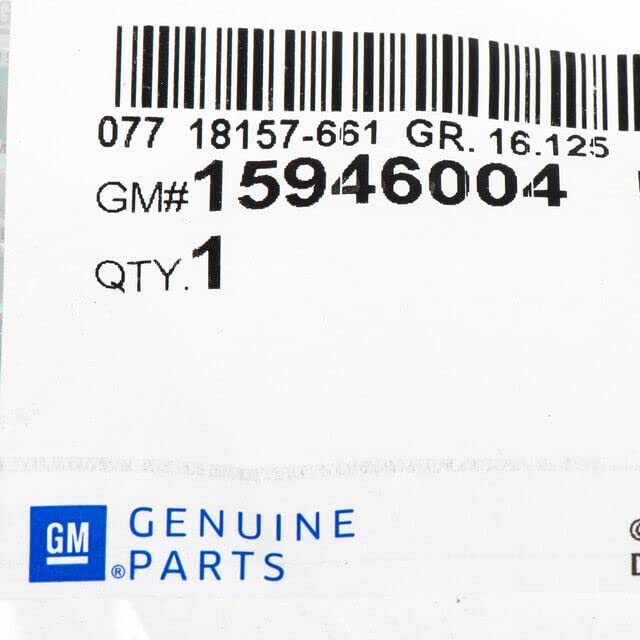 077 18157-661 GR. 16.125
GM# 15946004
QTY. 1
GM
® GENUINE
PARTS